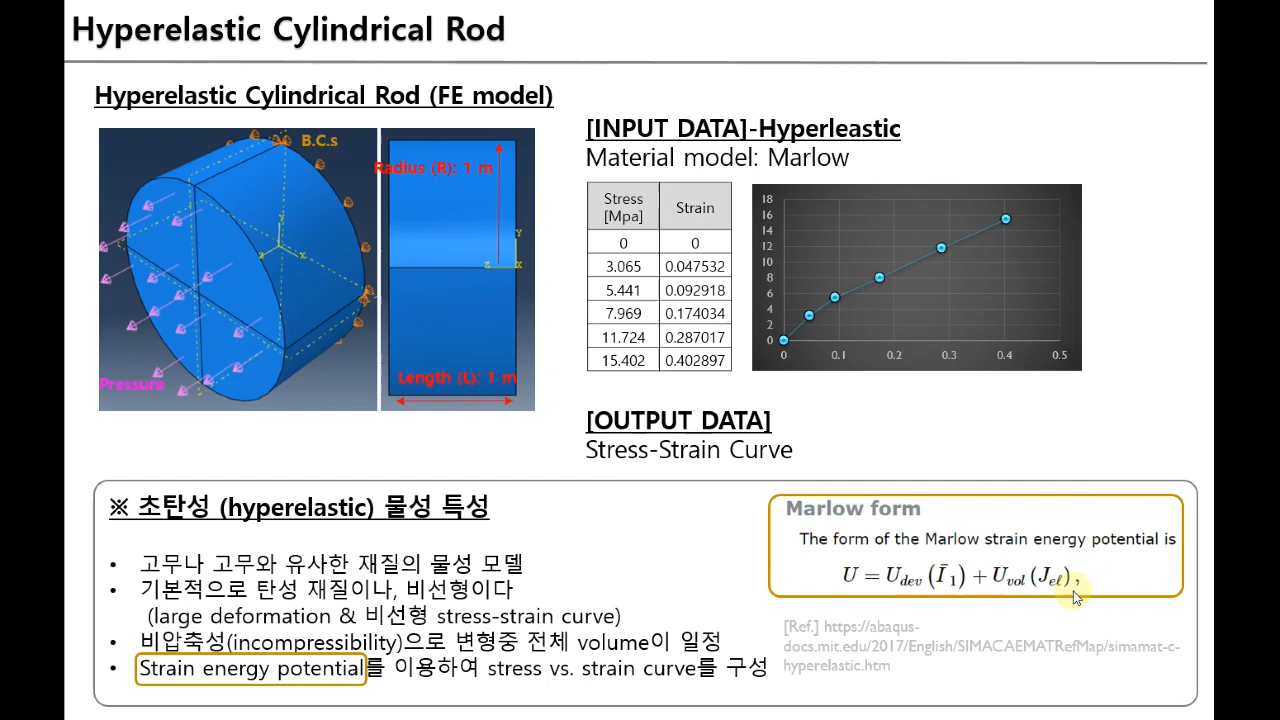 Hyperelastic Cylindrical Rod
Hyperelastic Cylindrical Rod (FE model)
B.C.s
Pressure
Radius (R): 1 m
Length (L): 1 m
Y
Z
X
[INPUT DATA]-Hyperleastic
Material model: Marlow
Stress [Mpa] Strain
0 0
3.065 0.047532
5.441 0.092918
7.969 0.174034
11.724 0.287017
15.402 0.402897
18
16
14
12
10
8
6
4
2
0
0 0.1 0.2 0.3 0.4 0.5
[OUTPUT DATA]
Stress-Strain Curve
※ 초탄성 (hyperelastic) 물성 특성
• 고무나 고무와 유사한 재질의 물성 모델
• 기본적으로 탄성 재질이나, 비선형이다
(large deformation & 비선형 stress-strain curve)
• 비압축성(incompressibility)으로 변형중 전체 volume이 일정
• Strain energy potential를 이용하여 stress vs. strain curve를 구성
Marlow form
The form of the Marlow strain energy potential is
U = U_dev (Ī_1) + U_vol (J_eℓ),
[Ref.] https://abaqus-
docs.mit.edu/2017/English/SIMACAEMATRefMap/simamat-c-
hyperelastic.htm